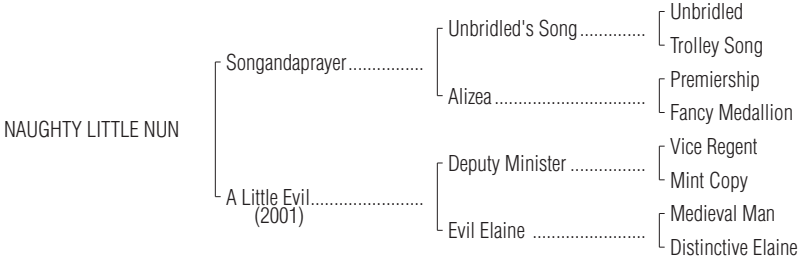 Unbridled
Unbridled's Song..............
Trolley Song
Songandaprayer................
Premiership
Alizea................................
Fancy Medallion
NAUGHTY LITTLE NUN
Vice Regent
Deputy Minister ................
Mint Copy
A Little Evil........................
(2001)
Medieval Man
Evil Elaine ........................
Distinctive Elaine